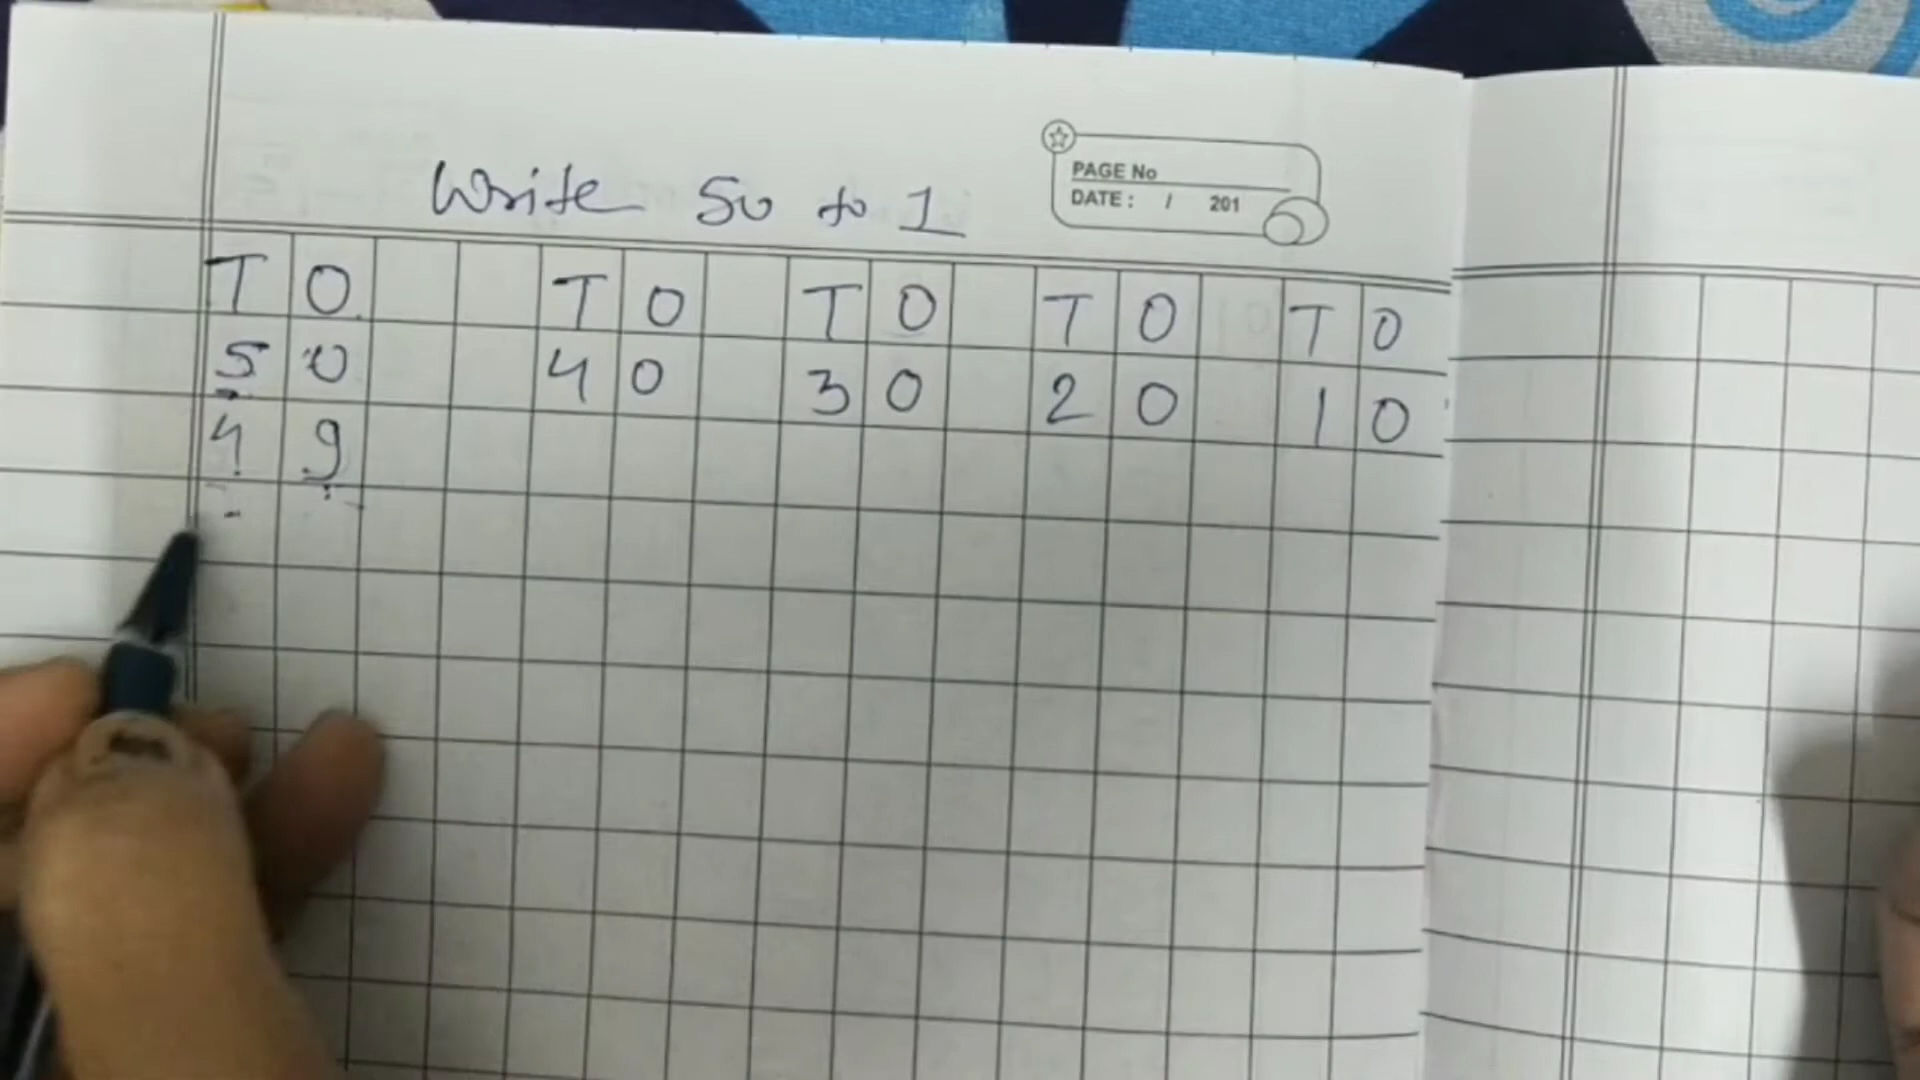 Write 50 to 1
PAGE No
DATE : / 201
T O T O T O T O T O
5 0 4 0 3 0 2 0 1 0
4 9